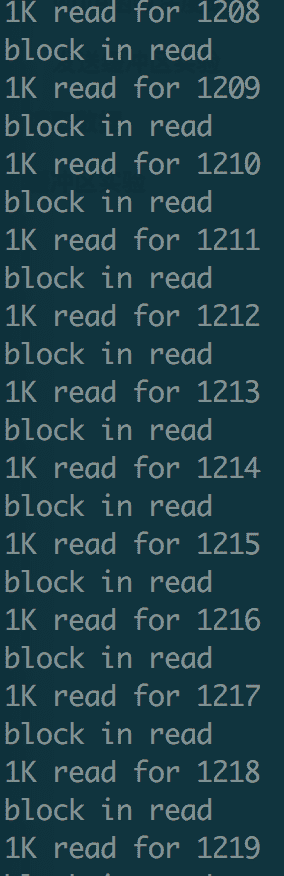 1K read for 1208
block in read
1K read for 1209
block in read
1K read for 1210
block in read
1K read for 1211
block in read
1K read for 1212
block in read
1K read for 1213
block in read
1K read for 1214
block in read
1K read for 1215
block in read
1K read for 1216
block in read
1K read for 1217
block in read
1K read for 1218
block in read
1K read for 1219